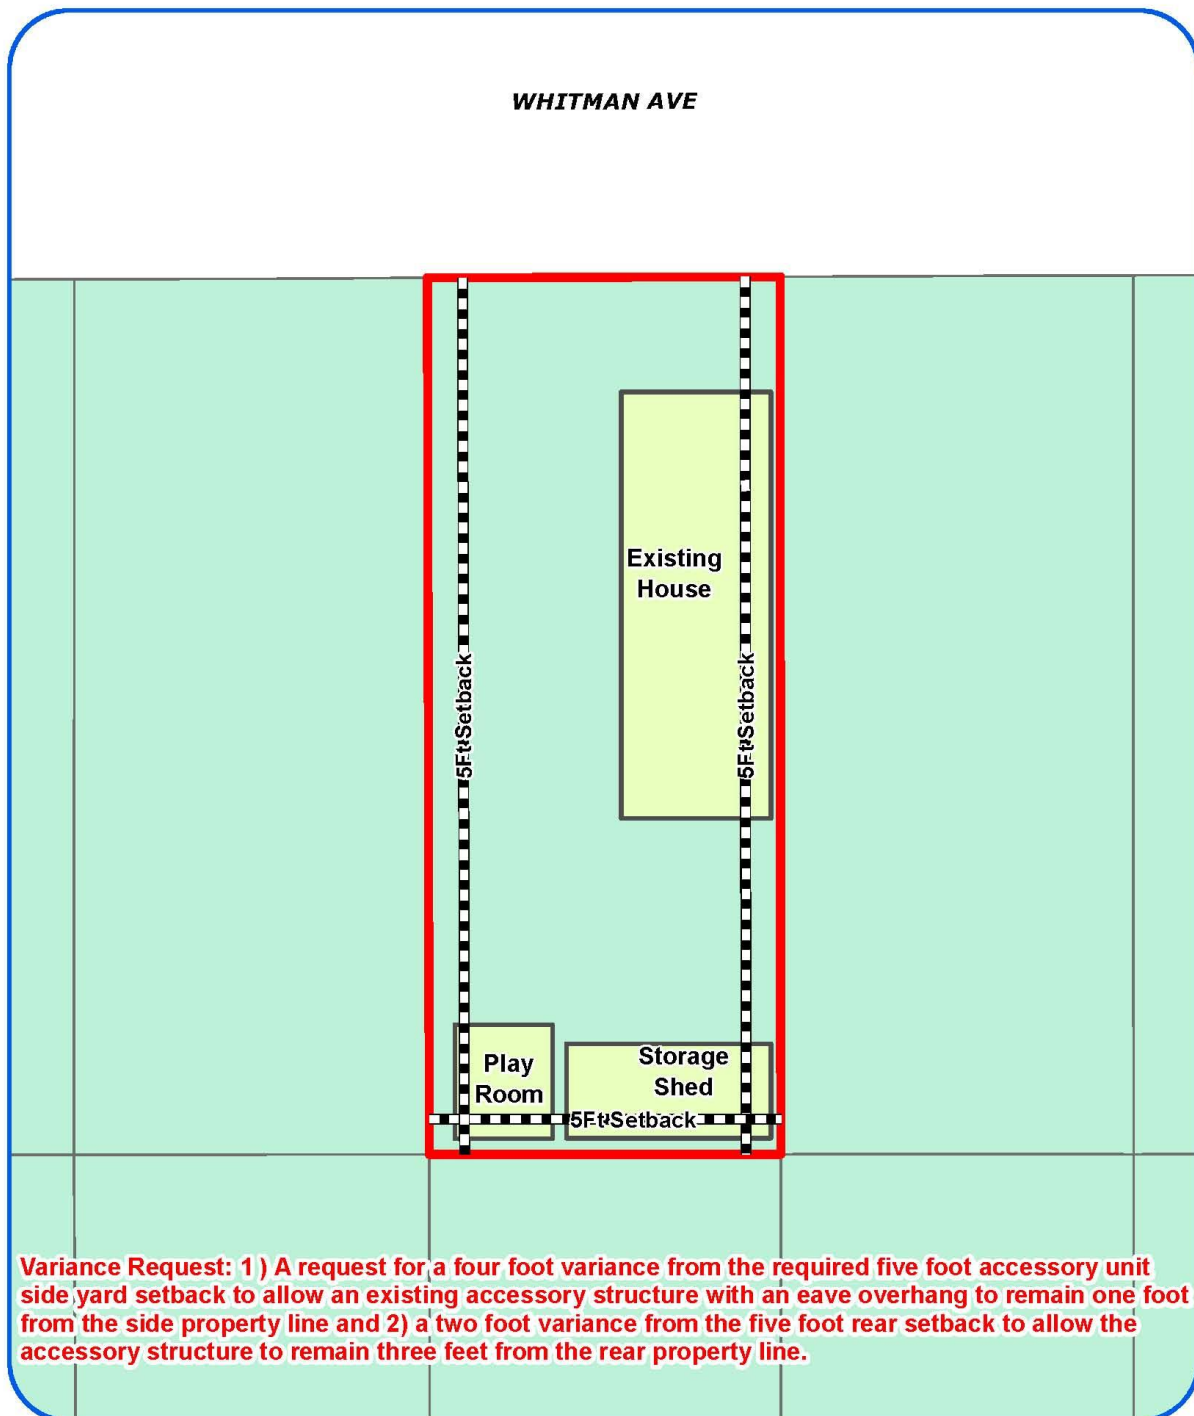 WHITMAN AVE
Existing
House
5Ft Setback
5Ft Setback
Play
Room
Storage
Shed
5Ft Setback
Variance Request: 1 ) A request for a four foot variance from the required five foot accessory unit
side yard setback to allow an existing accessory structure with an eave overhang to remain one foot
from the side property line and 2) a two foot variance from the five foot rear setback to allow the
accessory structure to remain three feet from the rear property line.